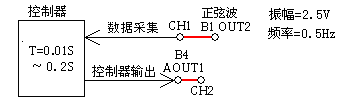 控制器
T=0.01S
~ 0.2S
数据采集
控制器输出
正弦波
CH1 B1 OUT2
B4
AOUT1
CH2
振幅=2.5V
频率=0.5Hz